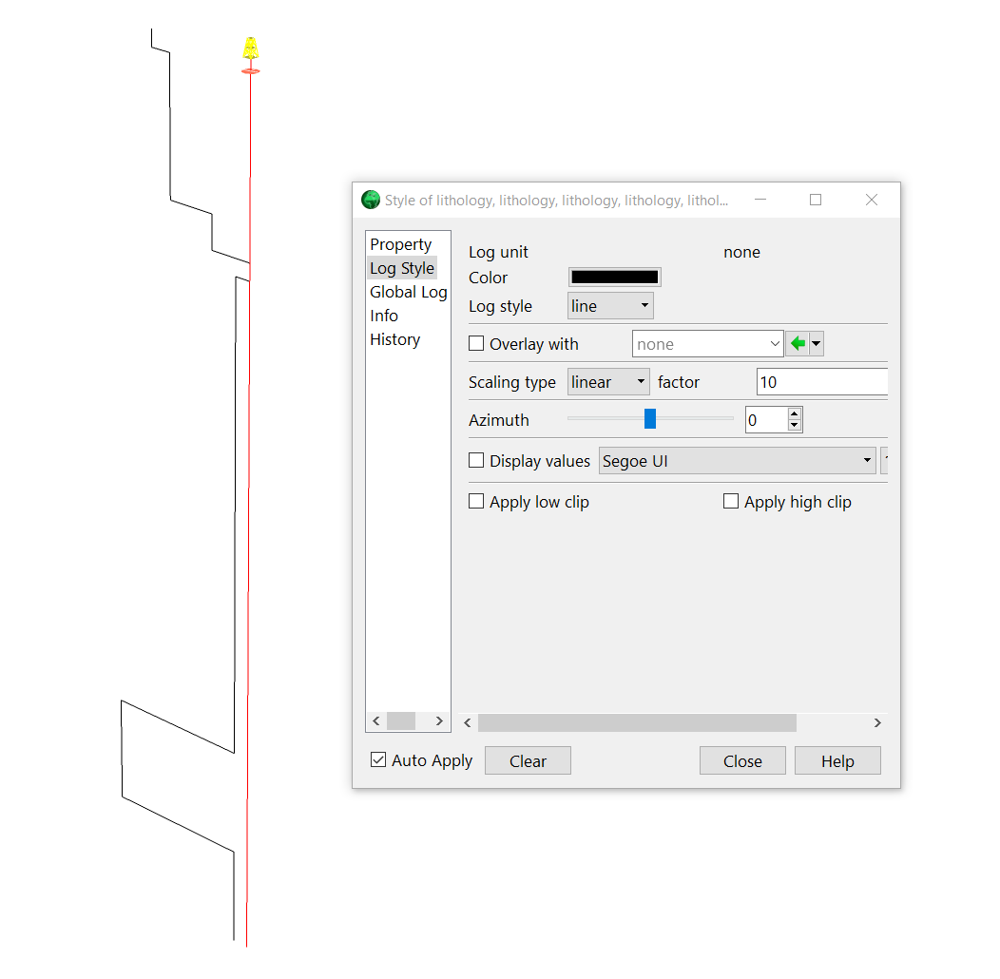 Style of lithology, lithology, lithology, lithology, lithol...
Property
Log Style
Global Log
Info
History
Log unit none
Color
Log style line
Overlay with none
Scaling type linear factor 10
Azimuth 0
Display values Segoe UI
Apply low clip Apply high clip
Auto Apply Clear Close Help